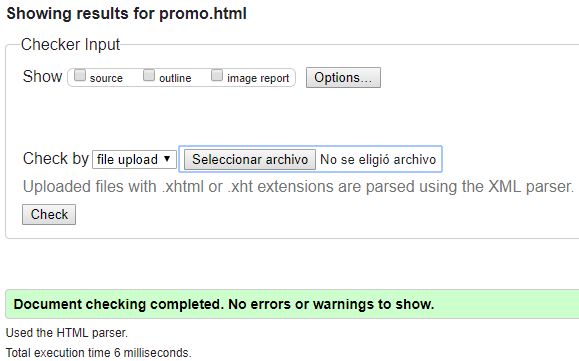 Showing results for promo.html
Checker Input
Show source outline image report Options...
Check by file upload Seleccionar archivo No se eligió archivo
Uploaded files with .xhtml or .xht extensions are parsed using the XML parser.
Check
Document checking completed. No errors or warnings to show.
Used the HTML parser.
Total execution time 6 milliseconds.